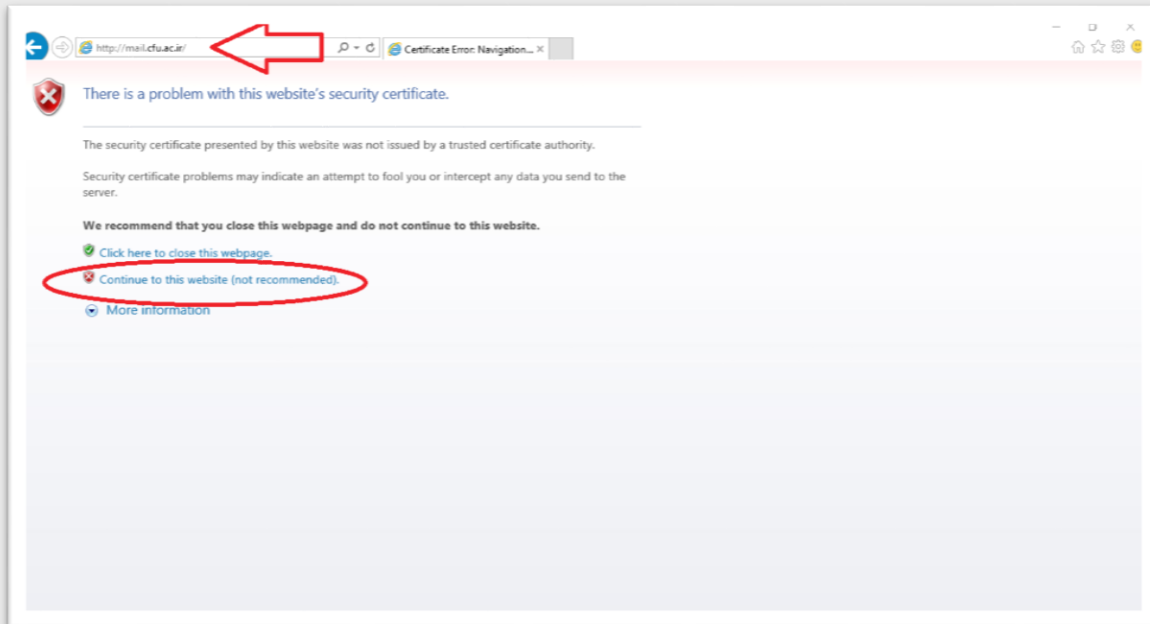 http://mail.cfu.ac.ir/
Certificate Error: Navigation...
There is a problem with this website's security certificate.
The security certificate presented by this website was not issued by a trusted certificate authority.
Security certificate problems may indicate an attempt to fool you or intercept any data you send to the
server.
We recommend that you close this webpage and do not continue to this website.
Click here to close this webpage.
Continue to this website (not recommended).
More information